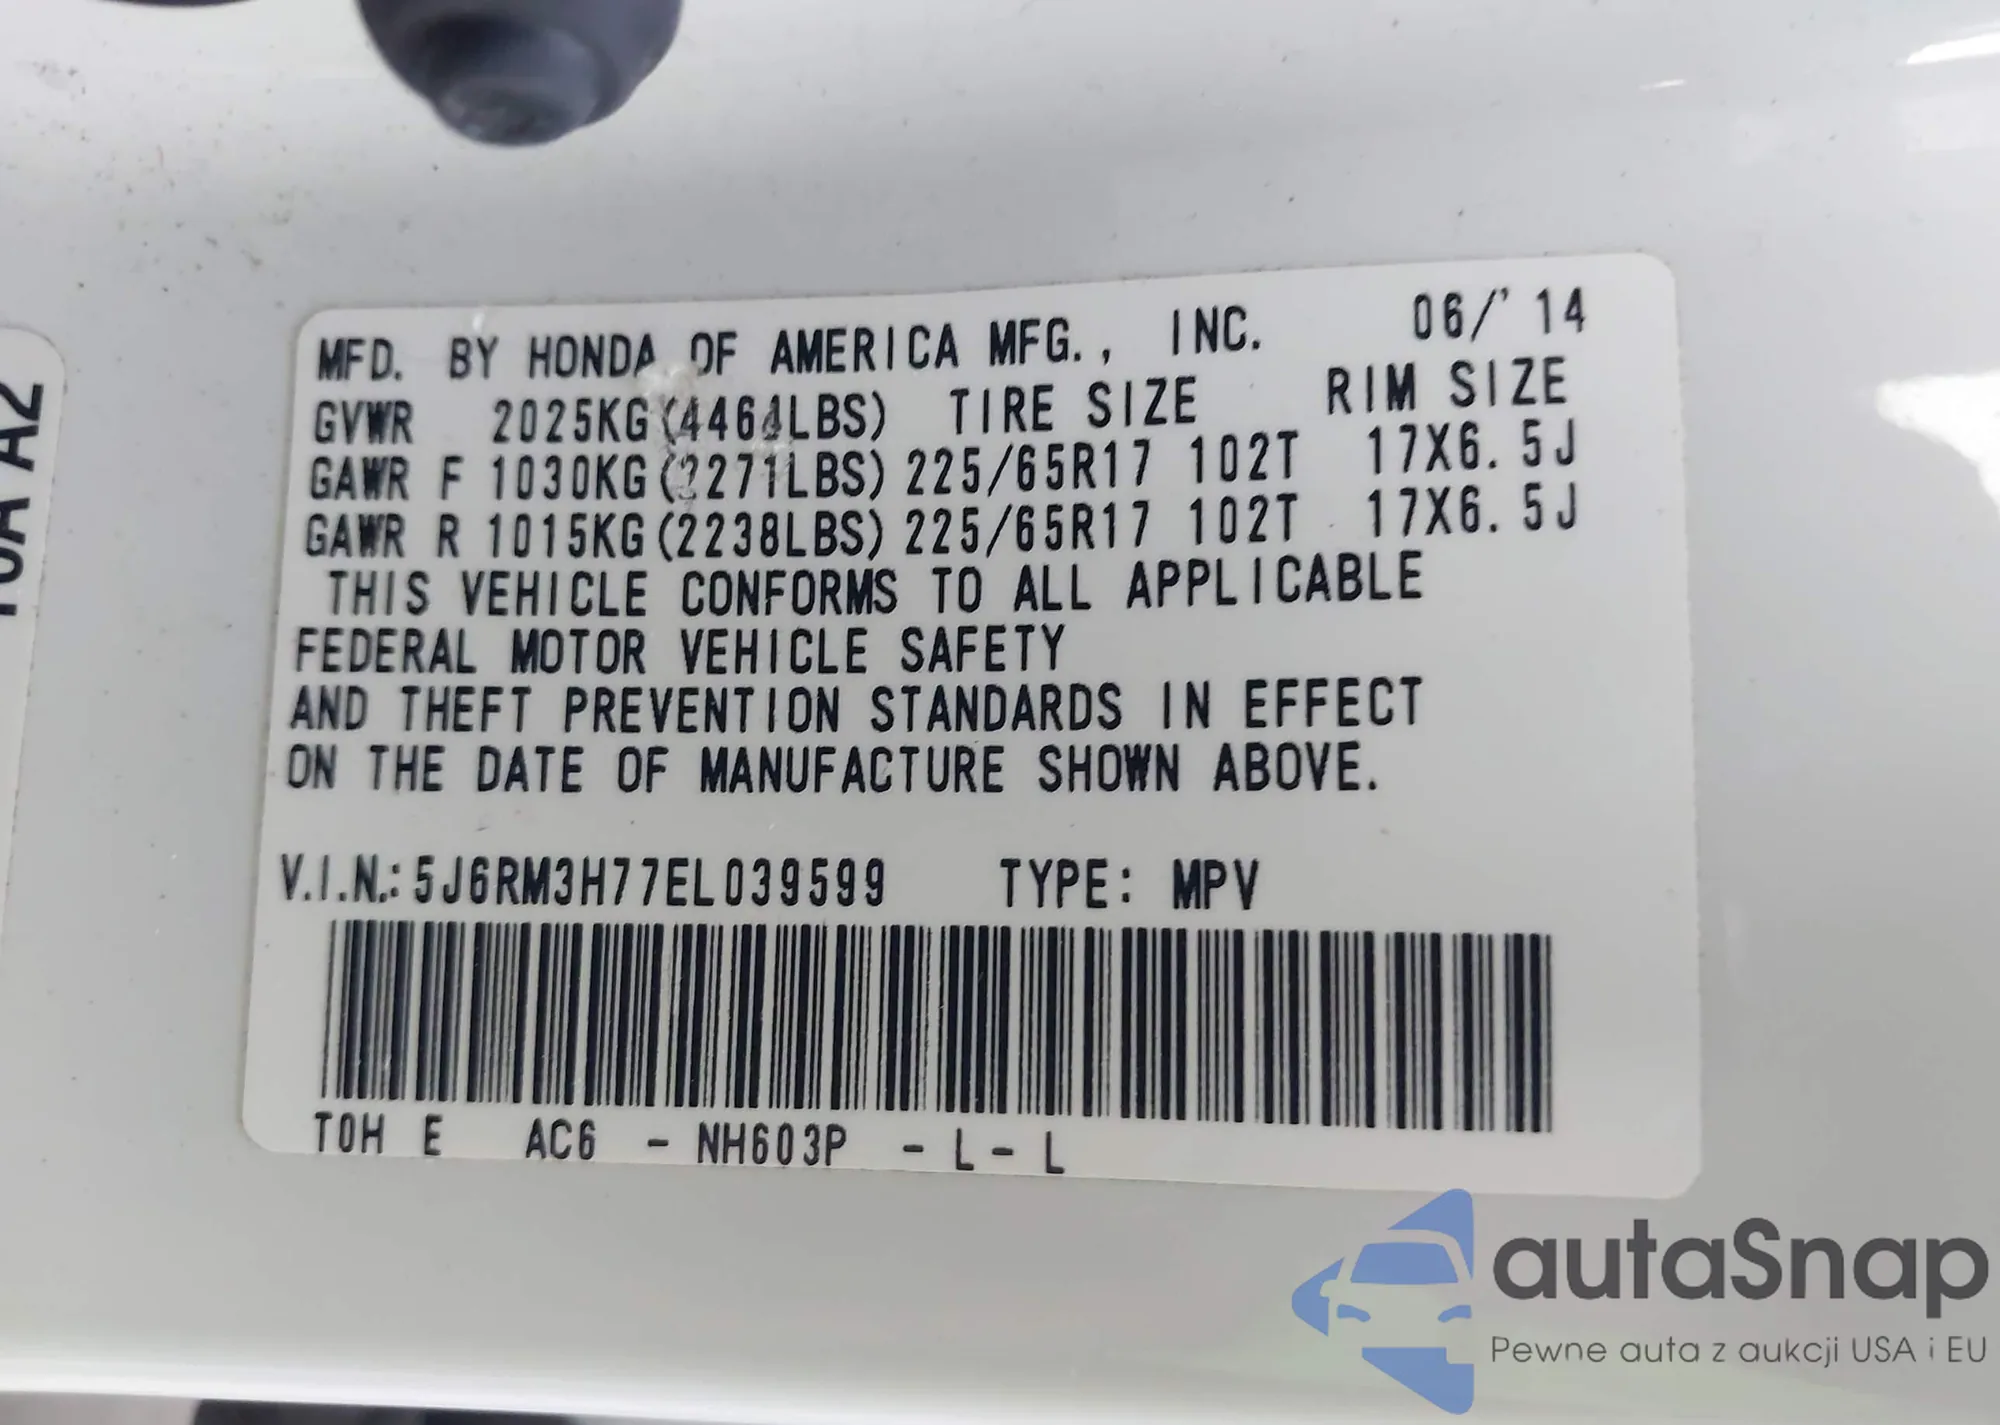 MFD. BY HONDA OF AMERICA MFG., INC. 06/'14
GVWR 2025KG(4464LBS) TIRE SIZE RIM SIZE
GAWR F 1030KG(2271LBS) 225/65R17 102T 17X6.5J
GAWR R 1015KG(2238LBS) 225/65R17 102T 17X6.5J
THIS VEHICLE CONFORMS TO ALL APPLICABLE
FEDERAL MOTOR VEHICLE SAFETY
AND THEFT PREVENTION STANDARDS IN EFFECT
ON THE DATE OF MANUFACTURE SHOWN ABOVE.
V.I.N.: 5J6RM3H77EL039599 TYPE: MPV
T0H E AC6 - NH603P - L - L
A2
autaSnap
Pewne auta z aukcji USA i EU